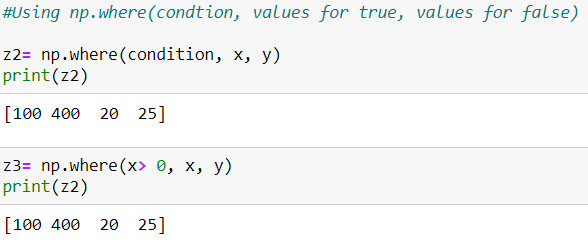 #Using np.where(condtion, values for true, values for false)
z2= np.where(condition, x, y)
print(z2)
[100 400  20  25]
z3= np.where(x> 0, x, y)
print(z2)
[100 400  20  25]